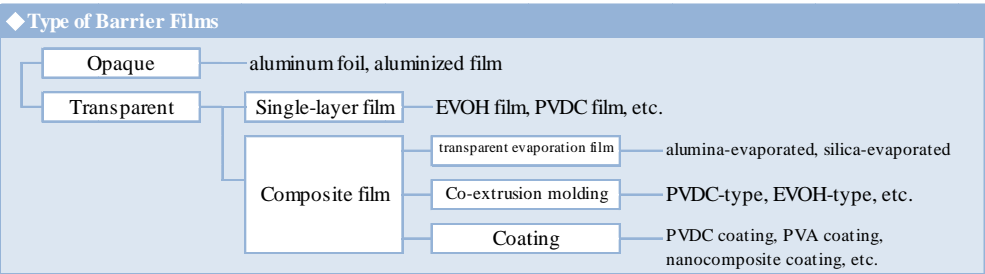 ◆Type of Barrier Films
Opaque
aluminum foil, aluminized film
Transparent
Single-layer film
EVOH film, PVDC film, etc.
Composite film
transparent evaporation film
alumina-evaporated, silica-evaporated
Co-extrusion molding
PVDC-type, EVOH-type, etc.
Coating
PVDC coating, PVA coating,
nanocomposite coating, etc.